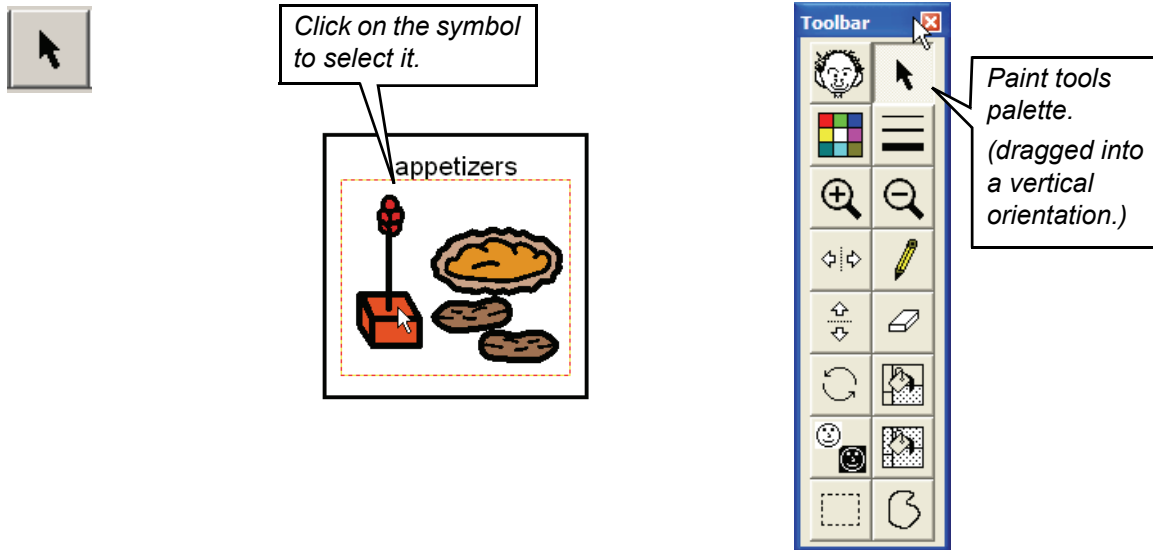 Click on the symbol
to select it.
appetizers
Toolbar
Paint tools
palette.
(dragged into
a vertical
orientation.)